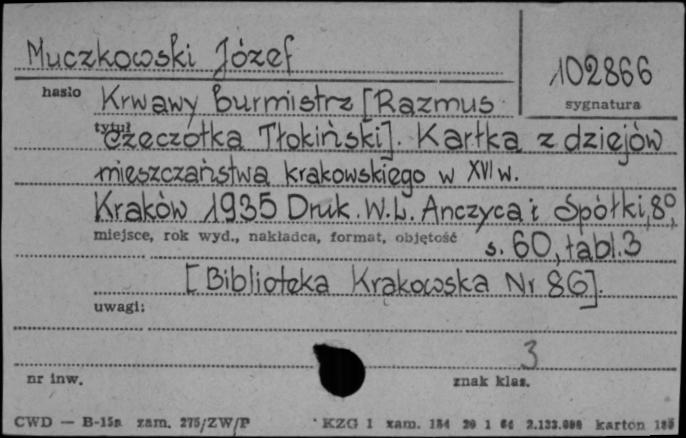 Muczkowski Józef
102866
hasło
sygnatura
Krwawy burmistrz [Razmus
tytuł
Czeczotka Tłokiński]. Kartka z dziejów
mieszczaństwa krakowskiego w XVI w.
Kraków 1935 Druk. W.L. Anczyca i Spółki, 8°,
miejsce, rok wyd., nakładca, format, objętość
s. 60, tabl. 3
[Biblioteka Krakowska Nr 86].
uwagi:
3
nr inw.
znak klas.
CWD — B-15a zam. 275/ZW/P
KZG 1 zam. 184 20 1 64 2.133.000 karton